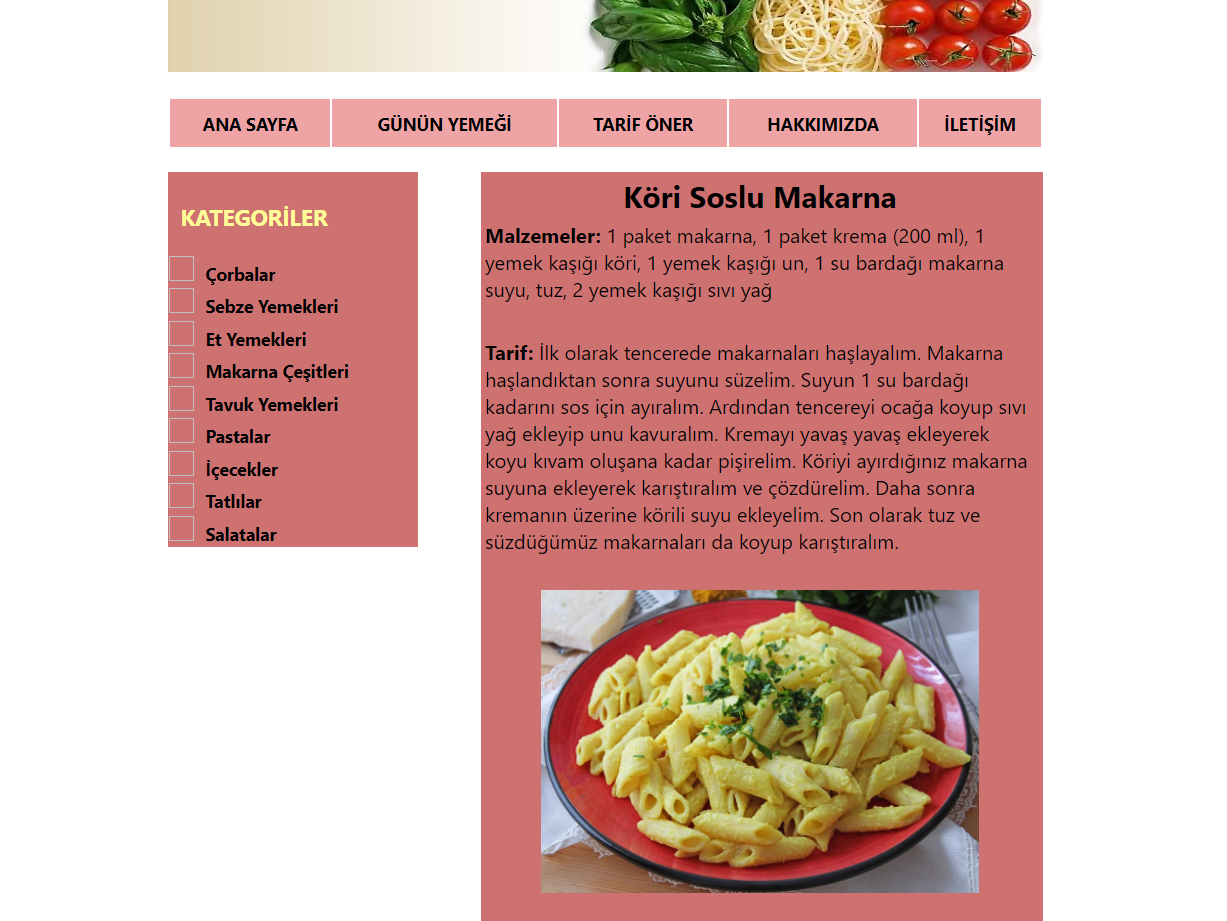 ANA SAYFA GÜNÜN YEMEĞİ TARİF ÖNER HAKKIMIZDA İLETİŞİM
KATEGORİLER
Çorbalar
Sebze Yemekleri
Et Yemekleri
Makarna Çeşitleri
Tavuk Yemekleri
Pastalar
İçecekler
Tatlılar
Salatalar
Köri Soslu Makarna
Malzemeler: 1 paket makarna, 1 paket krema (200 ml), 1
yemek kaşığı köri, 1 yemek kaşığı un, 1 su bardağı makarna
suyu, tuz, 2 yemek kaşığı sıvı yağ
Tarif: İlk olarak tencerede makarnaları haşlayalım. Makarna
haşlandıktan sonra suyunu süzelim. Suyun 1 su bardağı
kadarını sos için ayıralım. Ardından tencereyi ocağa koyup sıvı
yağ ekleyip unu kavuralım. Kremayı yavaş yavaş ekleyerek
koyu kıvam oluşana kadar pişirelim. Köriyi ayırdığınız makarna
suyuna ekleyerek karıştıralım ve çözdürelim. Daha sonra
kremanın üzerine körili suyu ekleyelim. Son olarak tuz ve
süzdüğümüz makarnaları da koyup karıştıralım.